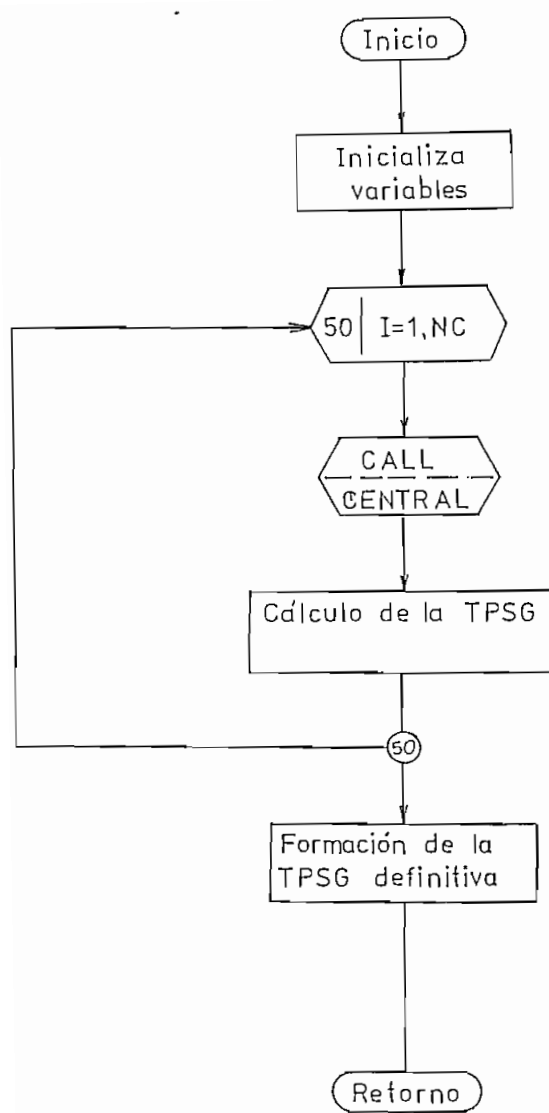 Inicio
Inicializa
variables
50 I=1,NC
CALL
CENTRAL
Cálculo de la TPSG
50
Formación de la
TPSG definitiva
Retorno